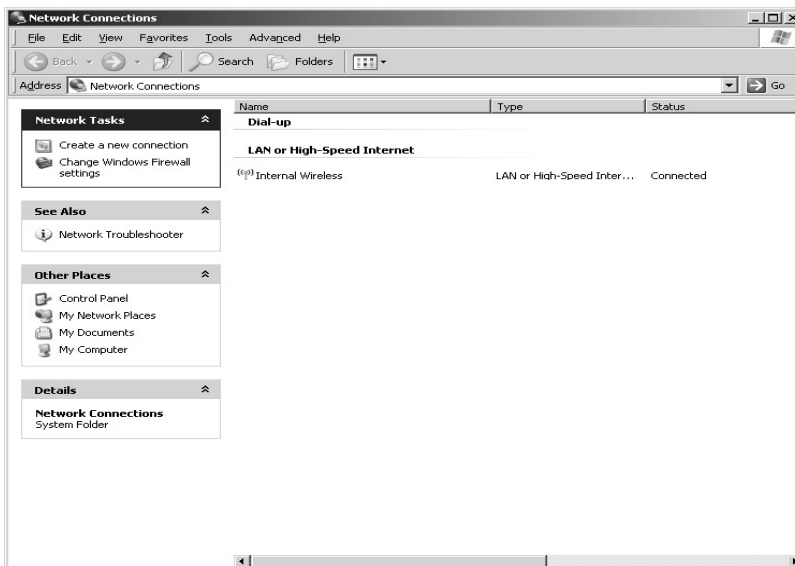 Network Connections
File Edit View Favorites Tools Advanced Help
Back Search Folders
Address Network Connections Go
Network Tasks
Create a new connection
Change Windows Firewall
settings
See Also
Network Troubleshooter
Other Places
Control Panel
My Network Places
My Documents
My Computer
Details
Network Connections
System Folder
Name Type Status
Dial-up
LAN or High-Speed Internet
Internal Wireless LAN or High-Speed Inter... Connected